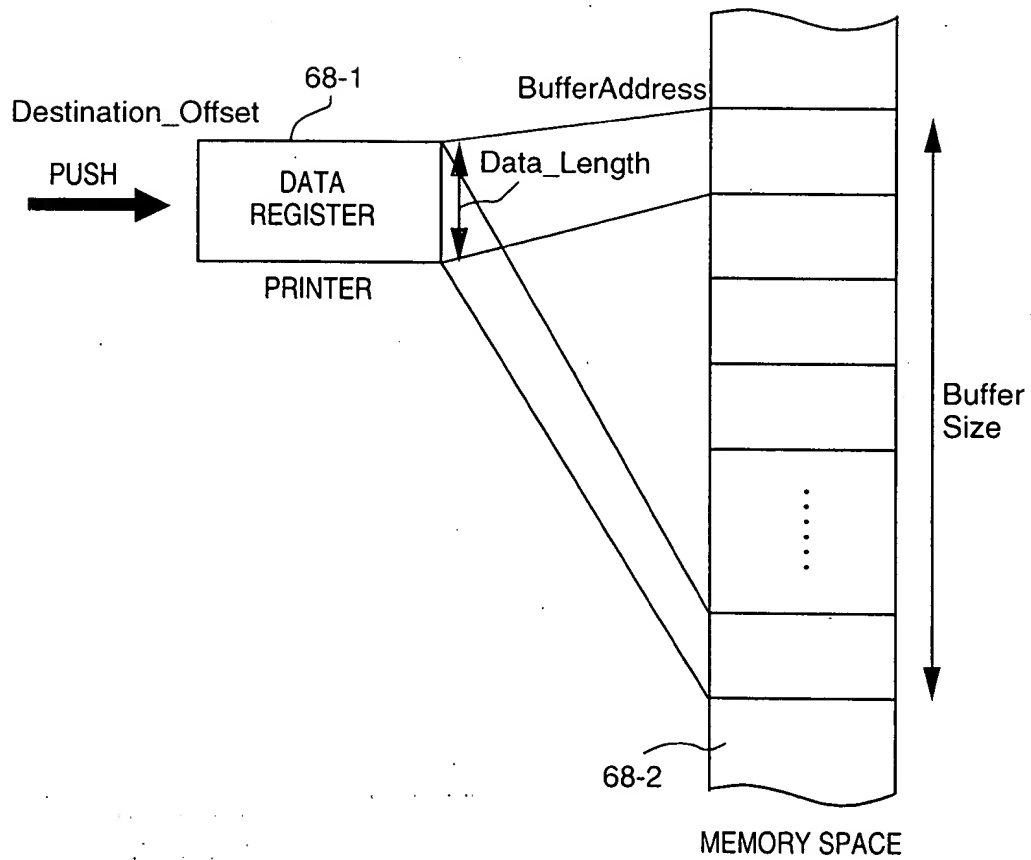 68-1
BufferAddress
Destination_Offset
PUSH
DATA
REGISTER
Data_Length
PRINTER
Buffer
Size
68-2
MEMORY SPACE